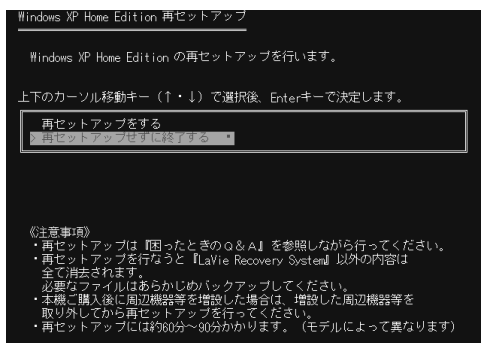 Windows XP Home Edition 再セットアップ
Windows XP Home Edition の再セットアップを行います。
上下のカーソル移動キー（↑・↓）で選択後、Enterキーで決定します。
再セットアップをする
> 再セットアップせずに終了する
《注意事項》
・再セットアップは『困ったときのＱ＆Ａ』を参照しながら行ってください。
・再セットアップを行なうと『LaVie Recovery System』以外の内容は
全て消去されます。
必要なファイルはあらかじめバックアップしてください。
・本機ご購入後に周辺機器等を増設した場合は、増設した周辺機器等を
取り外してから再セットアップを行ってください。
・再セットアップには約60分～90分かかります。（モデルによって異なります）